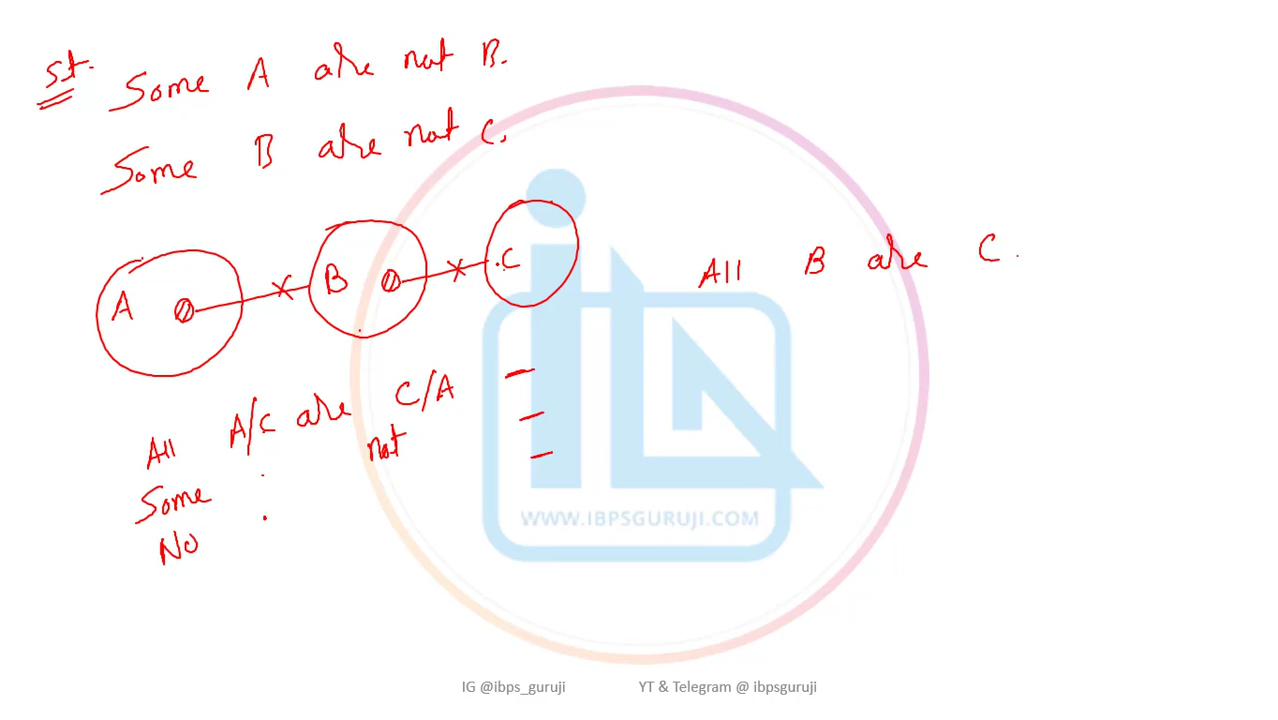 St. Some A are not B.
Some B are not C.
A B C
All B are C.
All A/C are C/A –
Some : not –
No : –
WWW.IBPSGURUJI.COM
IG @ibps_guruji YT & Telegram @ ibpsguruji